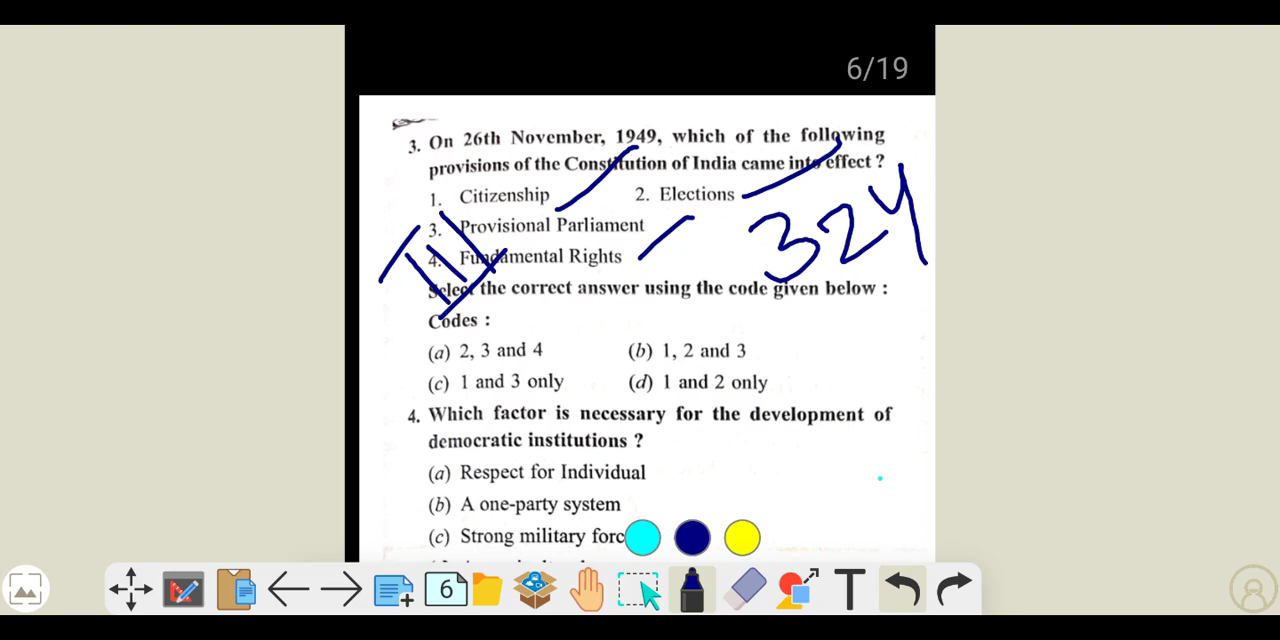 6/19
3. On 26th November, 1949, which of the following
provisions of the Constitution of India came into effect ?
1. Citizenship 2. Elections
3. Provisional Parliament
4. Fundamental Rights
III
324
Select the correct answer using the code given below :
Codes :
(a) 2, 3 and 4 (b) 1, 2 and 3
(c) 1 and 3 only (d) 1 and 2 only
4. Which factor is necessary for the development of
democratic institutions ?
(a) Respect for Individual
(b) A one-party system
(c) Strong military forc
6
T